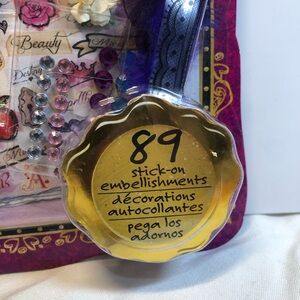 Beauty
89
stick-on
embellishments
décorations
autocollantes
pega los
adornos